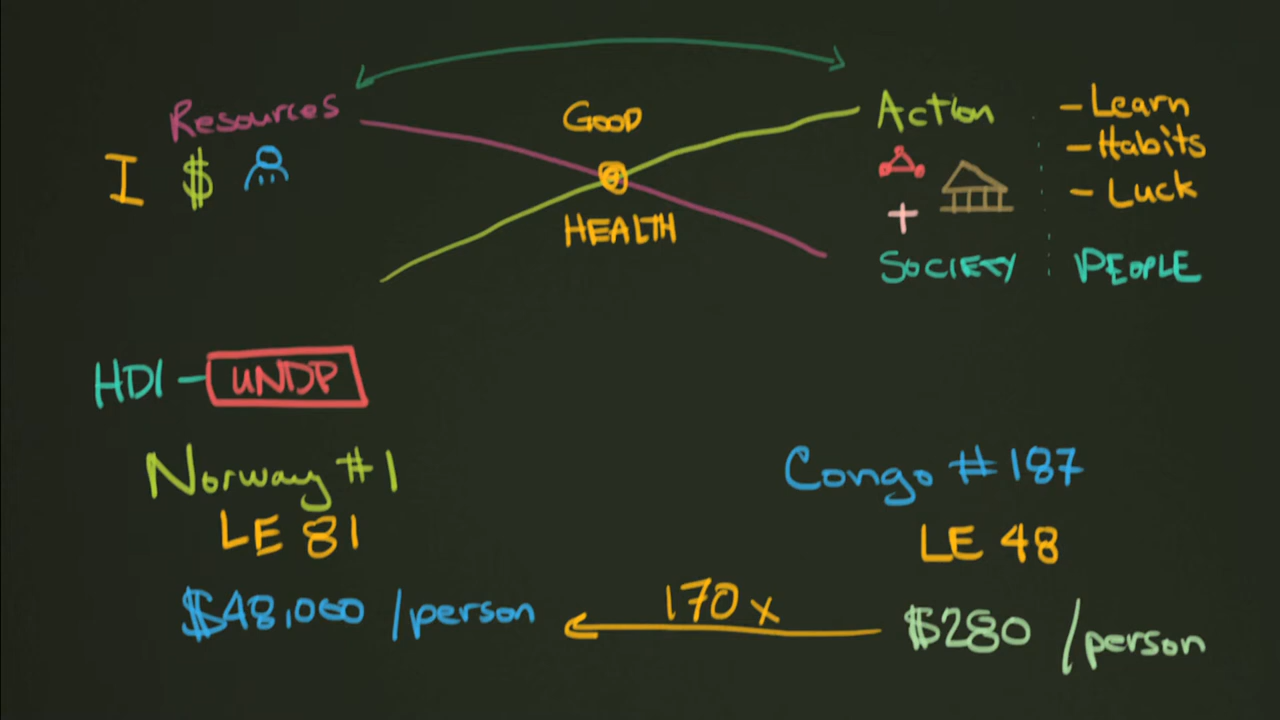 Resources
I $
GOOD
HEALTH
Action
+
SOCIETY
- Learn
- Habits
- Luck
PEOPLE
HDI - UNDP
Norway #1
LE 81
$48,000 /person
170 x
Congo #187
LE 48
$280 /person